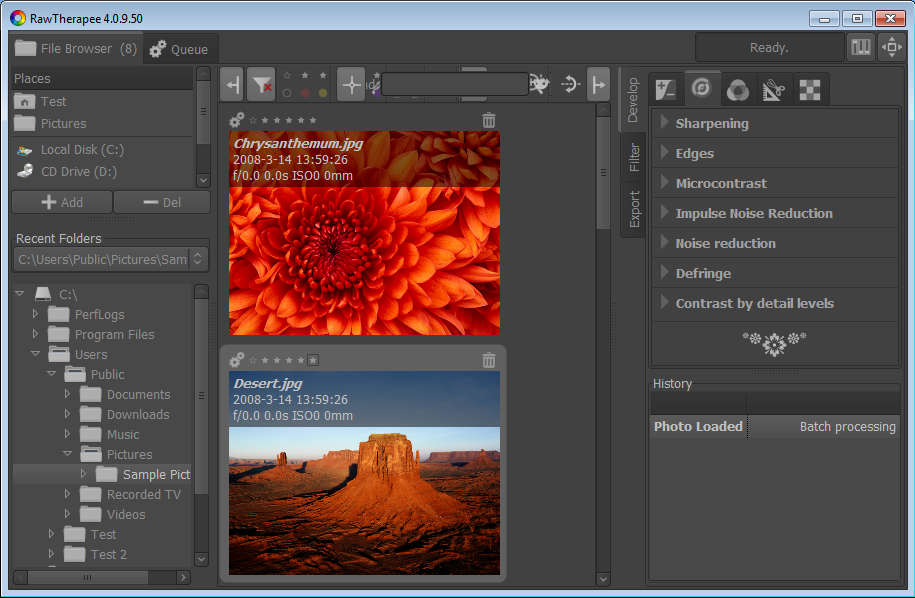 RawTherapee 4.0.9.50
File Browser (8)
Queue
Ready.
Places
Test
Pictures
Local Disk (C:)
CD Drive (D:)
Add
Del
Recent Folders
C:\Users\Public\Pictures\Sam
C:\
PerfLogs
Program Files
Users
Public
Documents
Downloads
Music
Pictures
Sample Pict
Recorded TV
Videos
Test
Test 2
Chrysanthemum.jpg
2008-3-14 13:59:26
f/0.0 0.0s ISO0 0mm
Desert.jpg
2008-3-14 13:59:26
f/0.0 0.0s ISO0 0mm
Develop
Filter
Export
Sharpening
Edges
Microcontrast
Impulse Noise Reduction
Noise reduction
Defringe
Contrast by detail levels
History
Photo Loaded
Batch processing